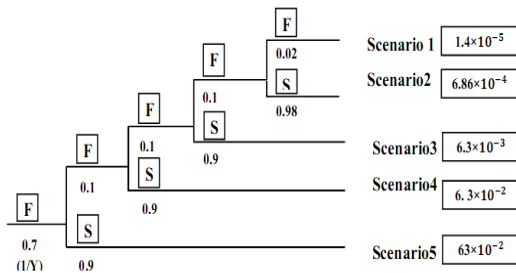 F
0.02
Scenario 1 1.4×10⁻⁵
F
S
Scenario2 6.86×10⁻⁴
0.1
0.98
F
S
0.1
0.9
Scenario3 6.3×10⁻³
F
S
0.1
0.9
Scenario4 6.3×10⁻²
F
S
0.7
0.9
(1/Y)
Scenario5 63×10⁻²